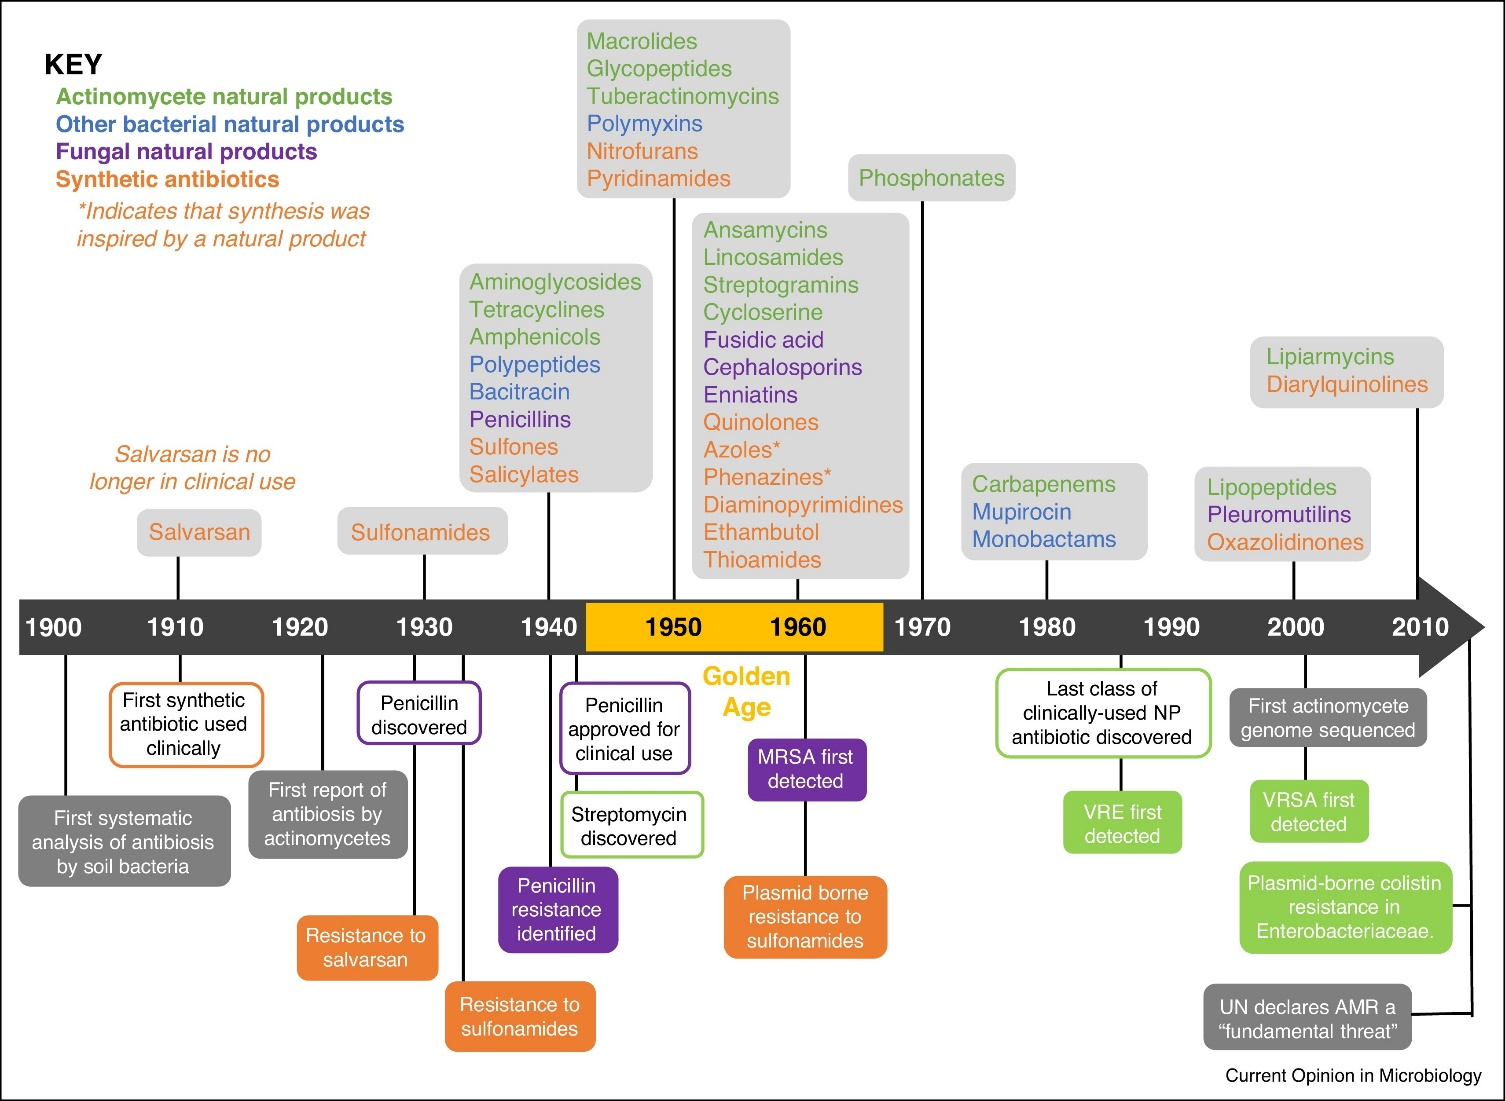 KEY
Actinomycete natural products
Other bacterial natural products
Fungal natural products
Synthetic antibiotics
*Indicates that synthesis was
inspired by a natural product
Salvarsan is no
longer in clinical use
Salvarsan
Sulfonamides
Aminoglycosides
Tetracyclines
Amphenicols
Polypeptides
Bacitracin
Penicillins
Sulfones
Salicylates
Macrolides
Glycopeptides
Tuberactinomycins
Polymyxins
Nitrofurans
Pyridinamides
Ansamycins
Lincosamides
Streptogramins
Cycloserine
Fusidic acid
Cephalosporins
Enniatins
Quinolones
Azoles*
Phenazines*
Diaminopyrimidines
Ethambutol
Thioamides
Phosphonates
Carbapenems
Mupirocin
Monobactams
Lipopeptides
Pleuromutilins
Oxazolidinones
Lipiarmycins
Diarylquinolines
1900 1910 1920 1930 1940 1950 1960 1970 1980 1990 2000 2010
Golden
Age
First systematic
analysis of antibiosis
by soil bacteria
First synthetic
antibiotic used
clinically
First report of
antibiosis by
actinomycetes
Penicillin
discovered
Resistance to
salvarsan
Resistance to
sulfonamides
Penicillin
resistance
identified
Penicillin
approved for
clinical use
Streptomycin
discovered
MRSA first
detected
Plasmid borne
resistance to
sulfonamides
Last class of
clinically-used NP
antibiotic discovered
VRE first
detected
First actinomycete
genome sequenced
VRSA first
detected
Plasmid-borne colistin
resistance in
Enterobacteriaceae.
UN declares AMR a
“fundamental threat”
Current Opinion in Microbiology